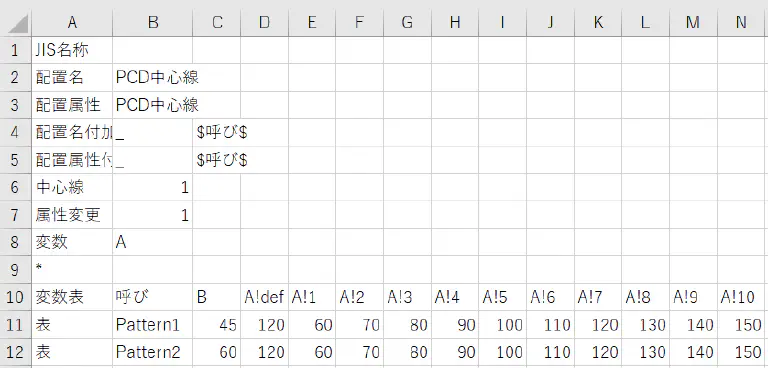 A B C D E F G H I J K L M N
1 JIS名称
2 配置名 PCD中心線
3 配置属性 PCD中心線
4 配置名付加 _ $呼び$
5 配置属性付 _ $呼び$
6 中心線 1
7 属性変更 1
8 変数 A
9 *
10 変数表 呼び B A!def A!1 A!2 A!3 A!4 A!5 A!6 A!7 A!8 A!9 A!10
11 表 Pattern1 45 120 60 70 80 90 100 110 120 130 140 150
12 表 Pattern2 60 120 60 70 80 90 100 110 120 130 140 150